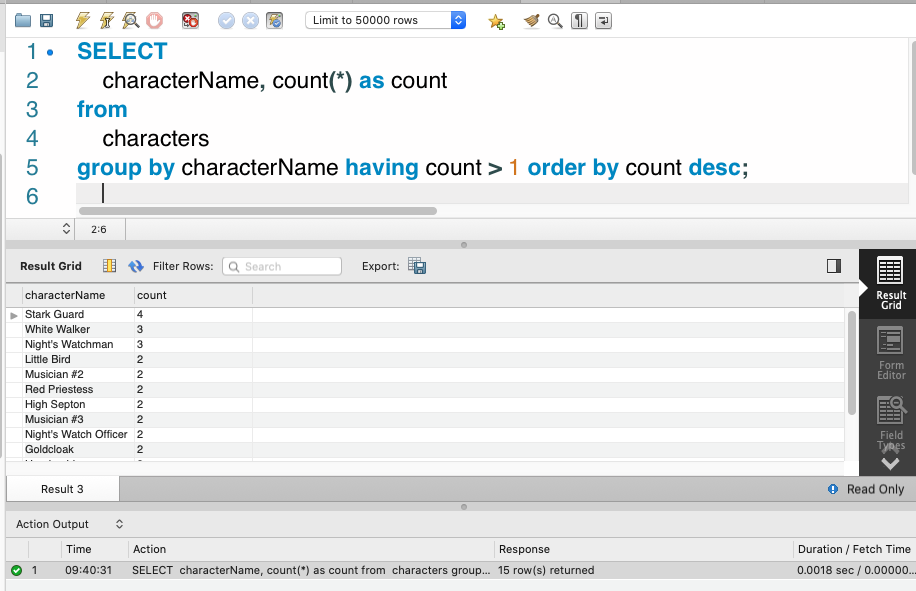 Limit to 50000 rows
1 SELECT
2 characterName, count(*) as count
3 from
4 characters
5 group by characterName having count > 1 order by count desc;
6
2:6
Result Grid Filter Rows: Search Export:
characterName count
Stark Guard 4
White Walker 3
Night's Watchman 3
Little Bird 2
Musician #2 2
Red Priestess 2
High Septon 2
Musician #3 2
Night's Watch Officer 2
Goldcloak 2
Result
Grid
Form
Editor
Field
Types
Result 3 Read Only
Action Output
Time Action Response Duration / Fetch Time
1 09:40:31 SELECT characterName, count(*) as count from characters group... 15 row(s) returned 0.0018 sec / 0.00000...